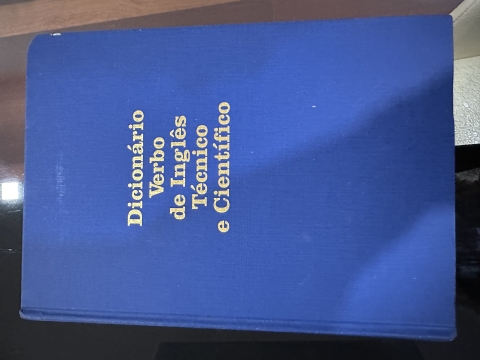 Dicionário
Verbo
de Inglês
Técnico
e Científico